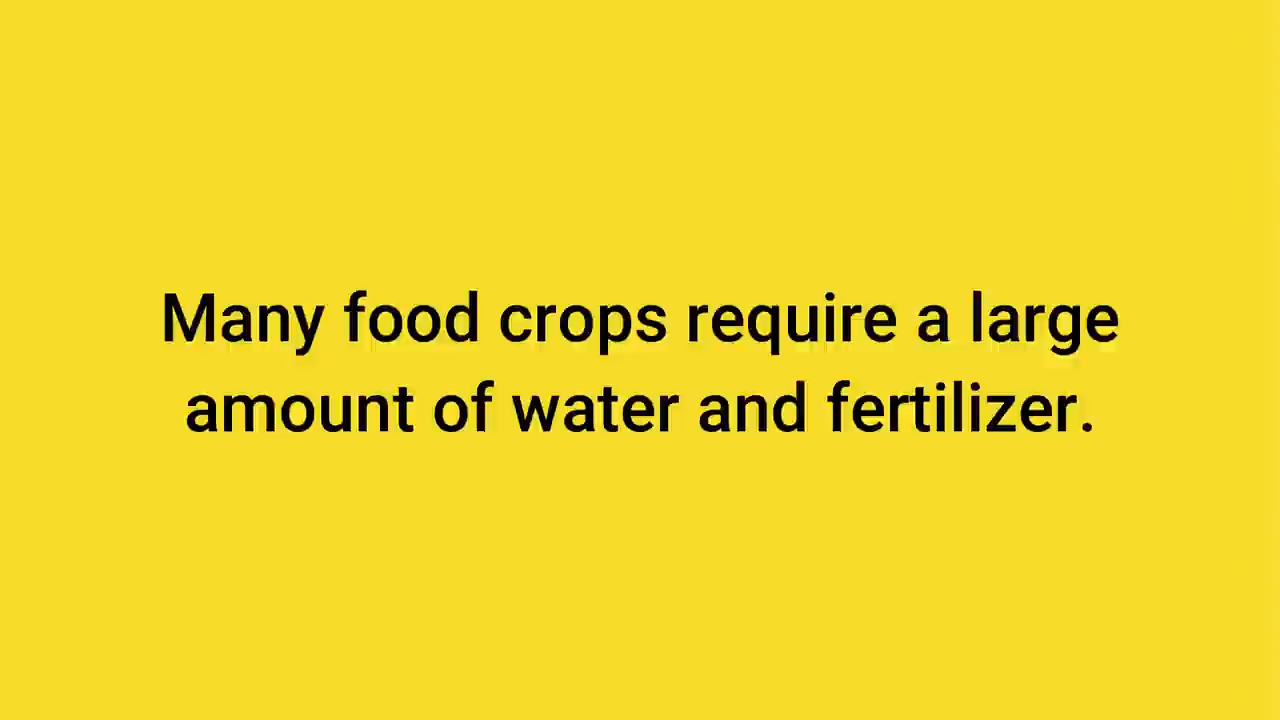 Many food crops require a large
amount of water and fertilizer.